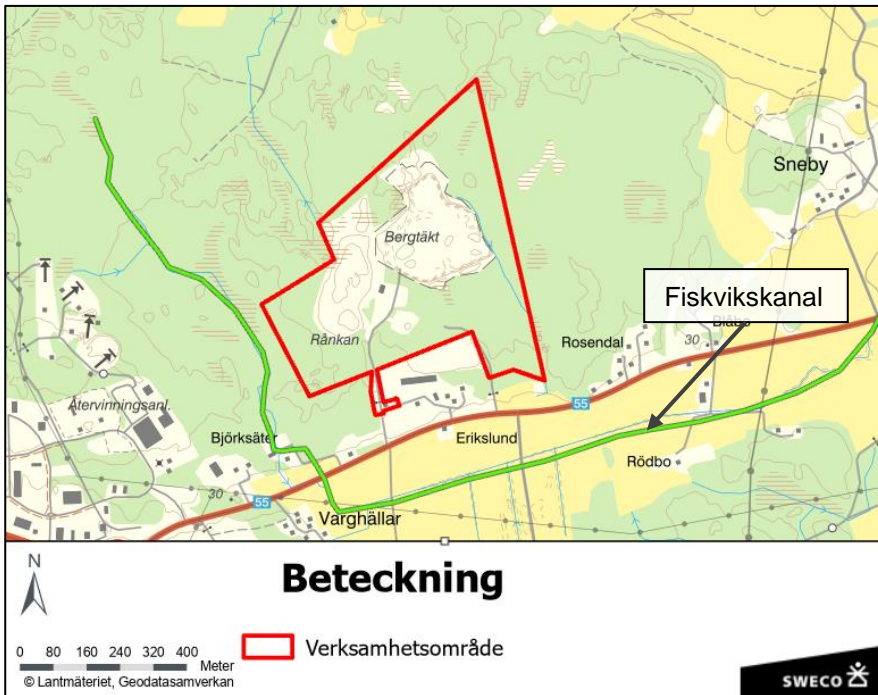 Sneby
Bergtäkt
Fiskvikskanal
Rånkan
Rosendal
30
Blåbo
Återvinningsanl.
55
Björksäter
Erikslund
Rödbo
30
55
Varghällar
N
Beteckning
0 80 160 240 320 400
Meter
Verksamhetsområde
© Lantmäteriet, Geodatasamverkan
SWECO